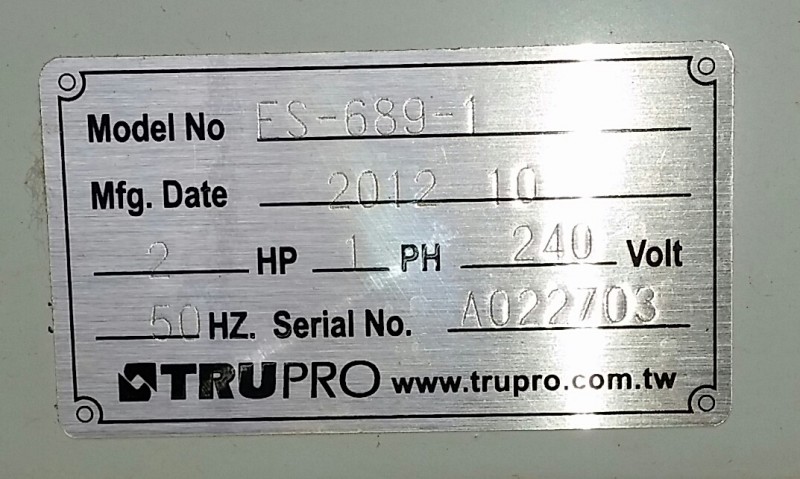 Model No ES-689-1
Mfg. Date 2012 10
2 HP 1 PH 240 Volt
50 HZ. Serial No. A022703
TRUPRO www.trupro.com.tw